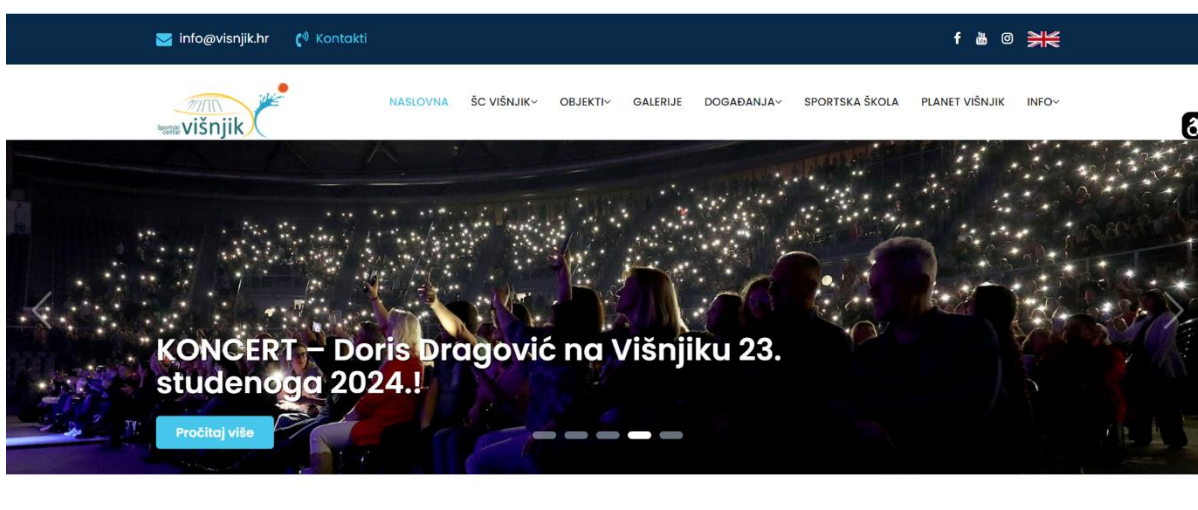 info@visnjik.hr Kontakti
NASLOVNA ŠC VIŠNJIK OBJEKTI GALERIJE DOGAĐANJA SPORTSKA ŠKOLA PLANET VIŠNJIK INFO
športski
centar višnjik
KONCERT – Doris Dragović na Višnjiku 23.
studenoga 2024.!
Pročitaj više